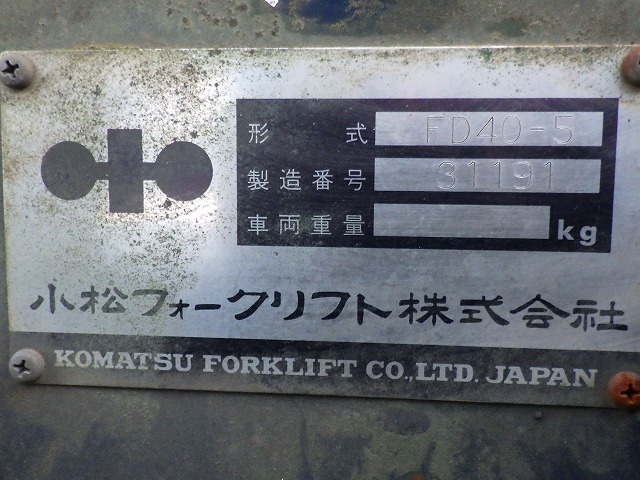 形 式 FD40-5
製造番号 31191
車両重量 kg
小松フォークリフト株式会社
KOMATSU FORKLIFT CO.,LTD. JAPAN